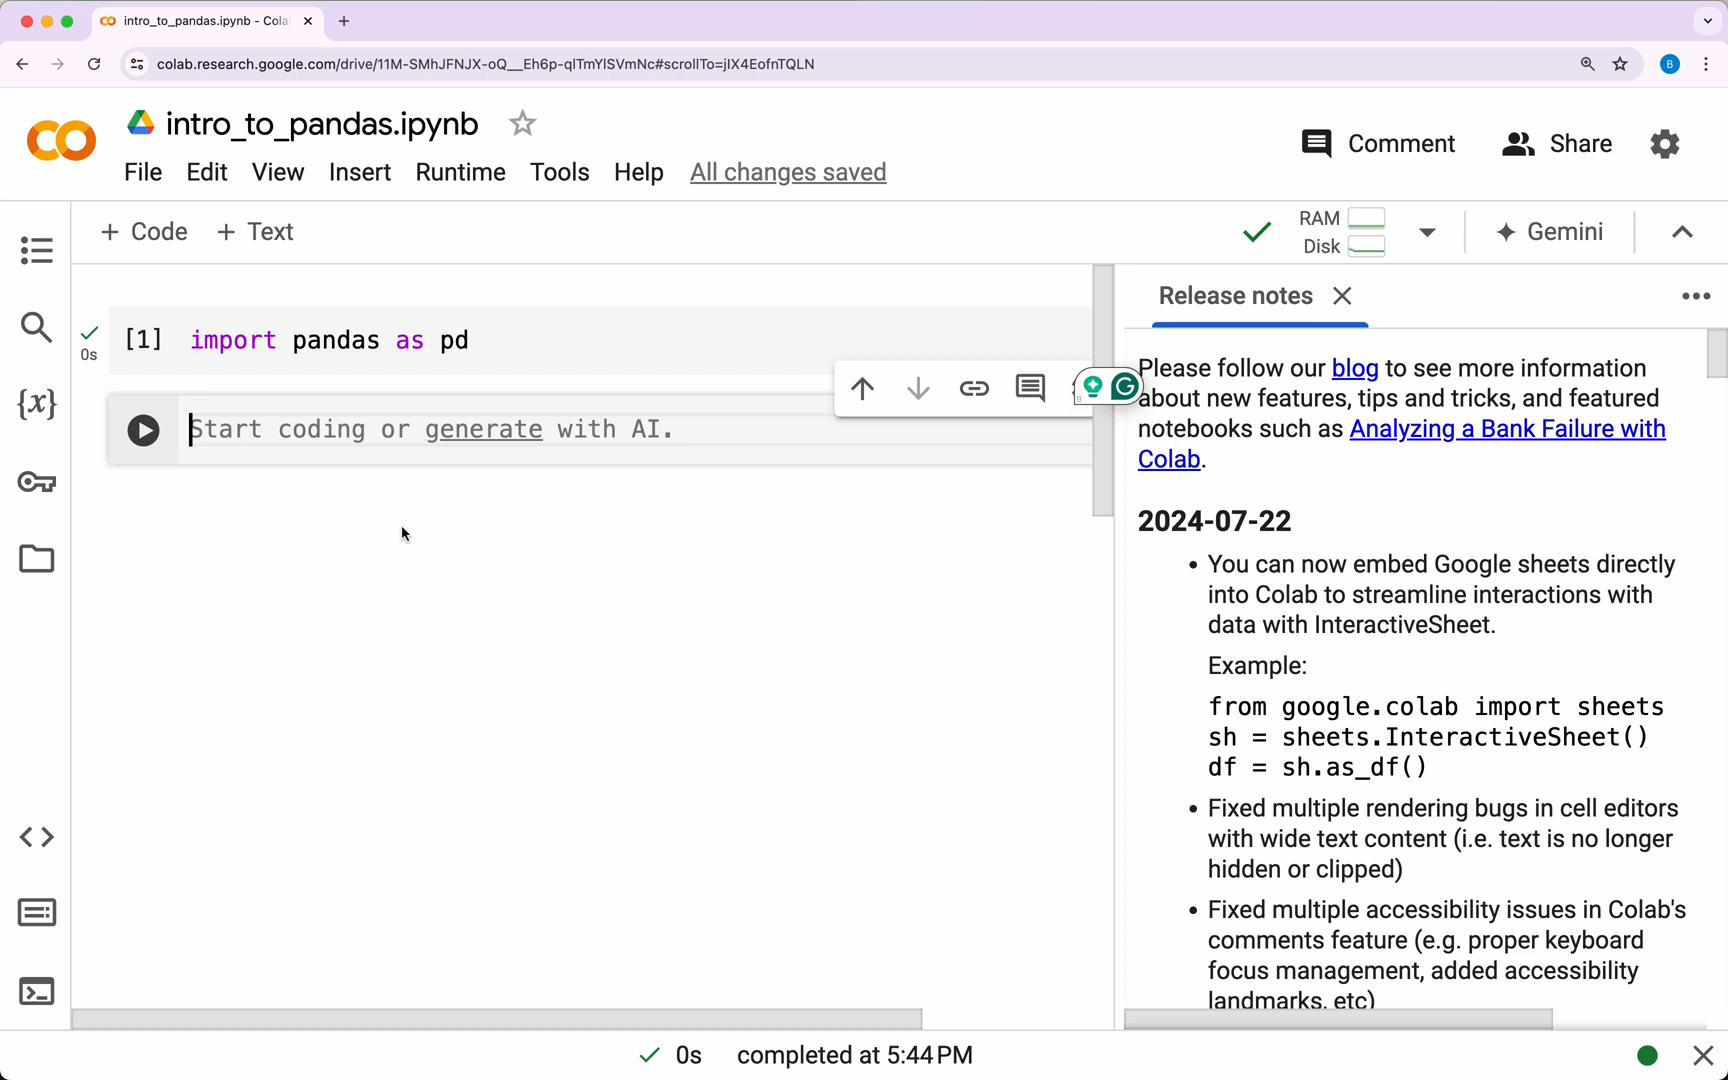 intro_to_pandas.ipynb - Cola
colab.research.google.com/drive/11M-SMhJFNJX-oQ__Eh6p-qlTmYlSVmNc#scrollTo=jlX4EofnTQLN
B
intro_to_pandas.ipynb
File Edit View Insert Runtime Tools Help All changes saved
Comment Share
+ Code + Text
RAM
Disk
Gemini
Release notes
[1] import pandas as pd
0s
Start coding or generate with AI.
{x}
Please follow our blog to see more information
about new features, tips and tricks, and featured
notebooks such as Analyzing a Bank Failure with
Colab.
2024-07-22
• You can now embed Google sheets directly
into Colab to streamline interactions with
data with InteractiveSheet.
Example:
from google.colab import sheets
sh = sheets.InteractiveSheet()
df = sh.as_df()
• Fixed multiple rendering bugs in cell editors
with wide text content (i.e. text is no longer
hidden or clipped)
• Fixed multiple accessibility issues in Colab's
comments feature (e.g. proper keyboard
focus management, added accessibility
landmarks, etc)
0s completed at 5:44 PM